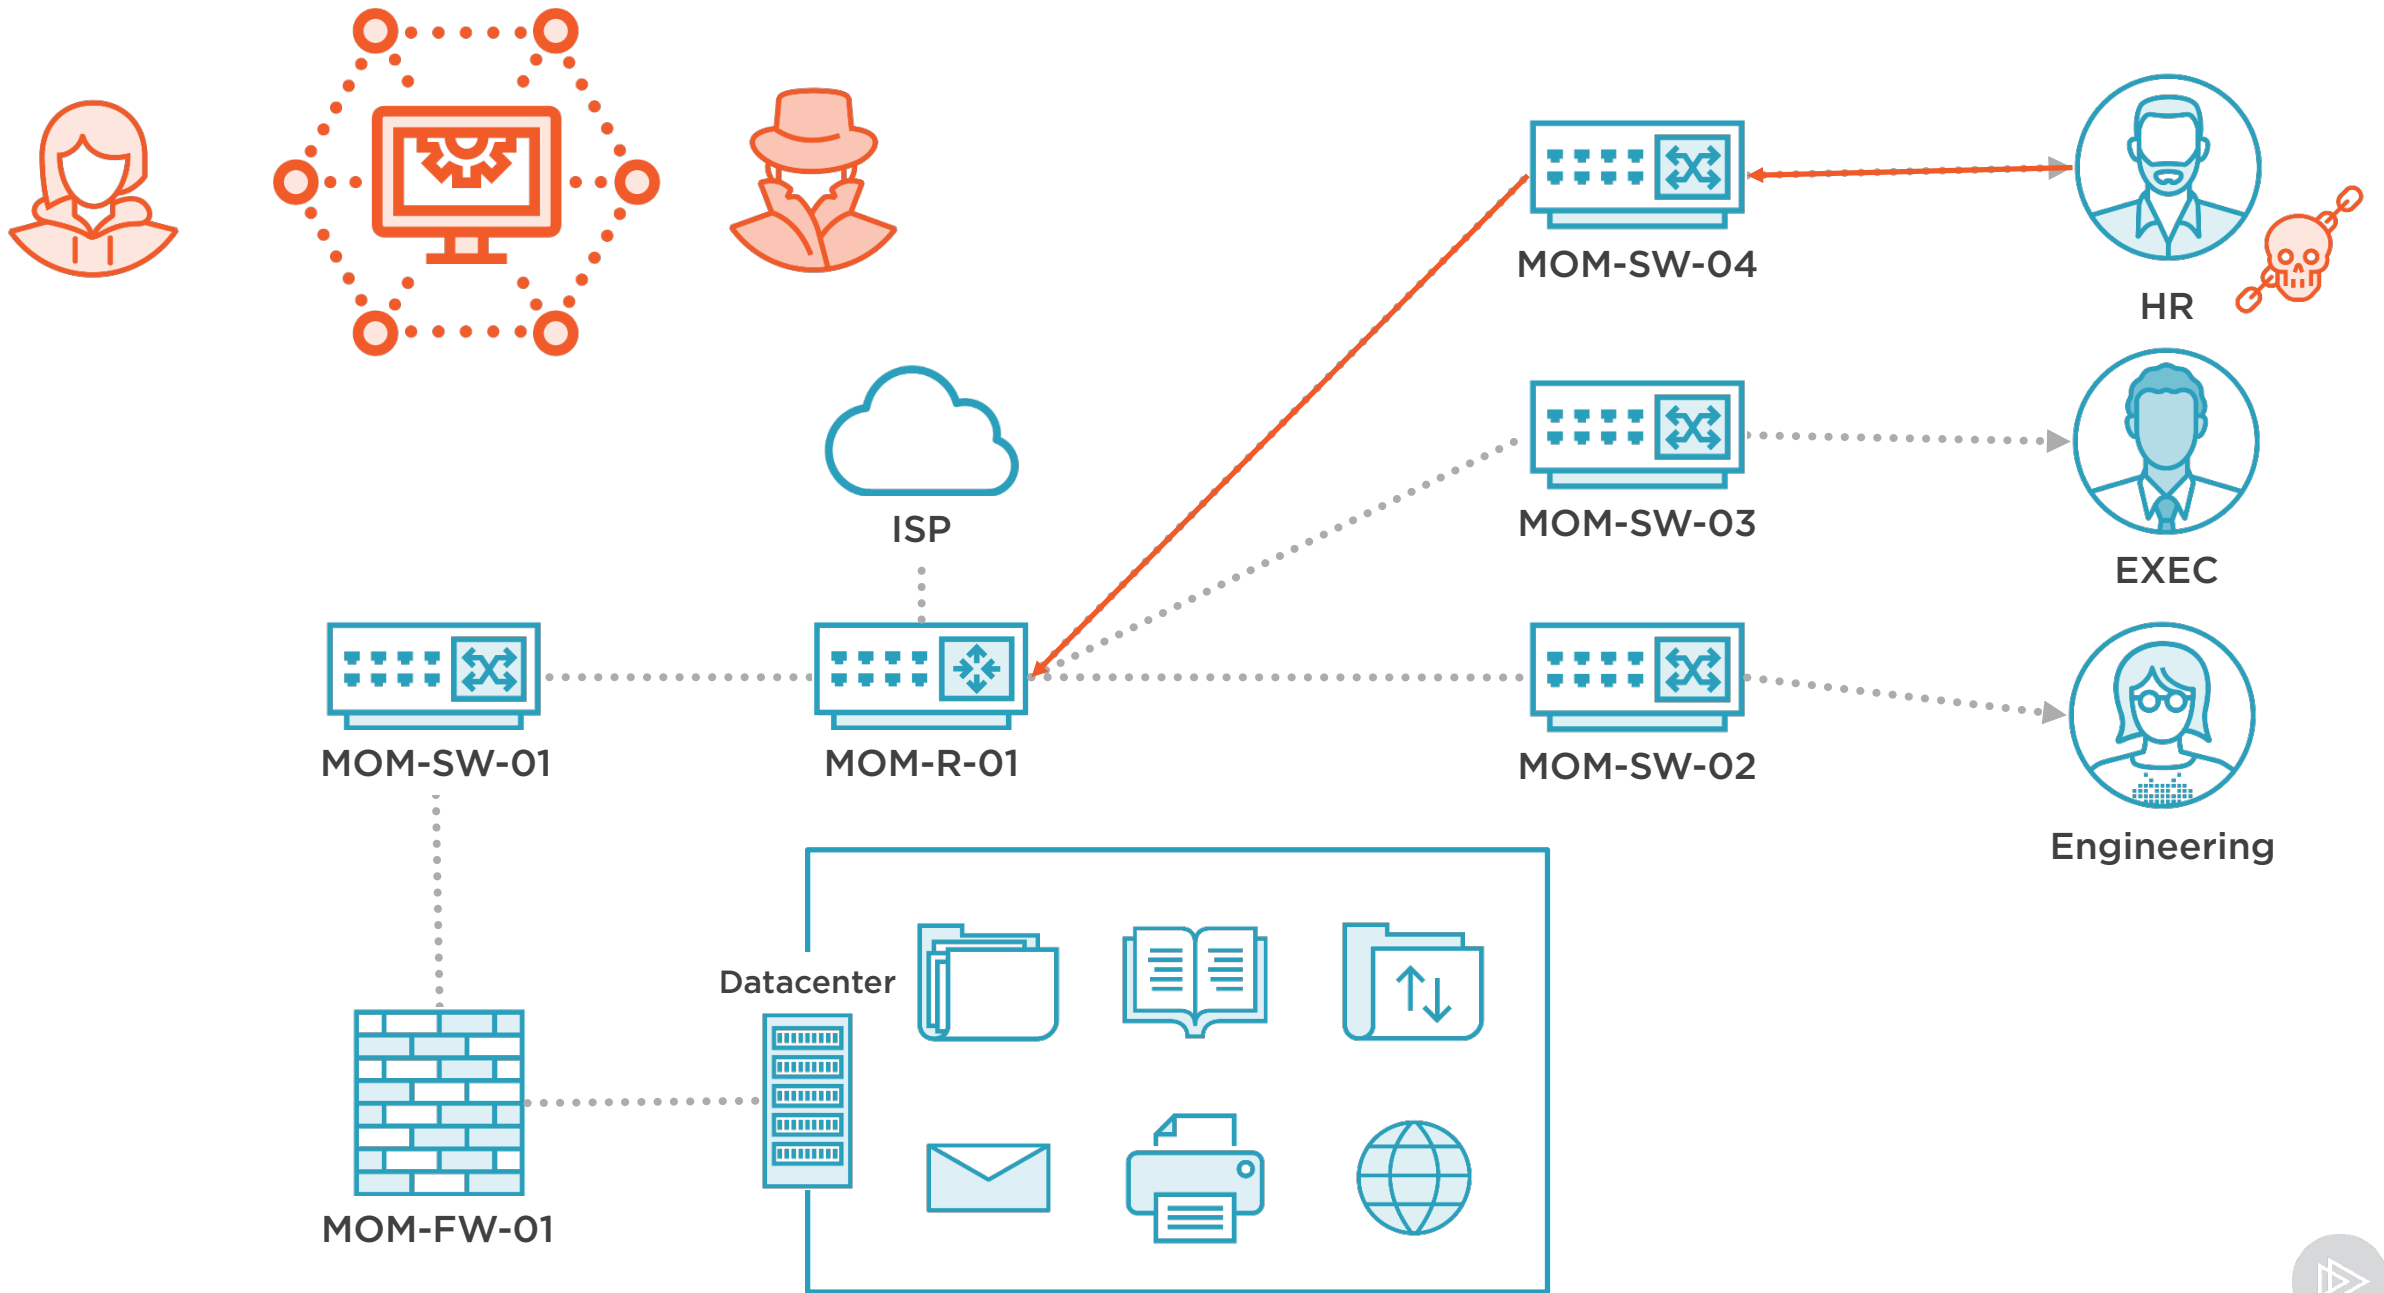 MOM-SW-04
HR
ISP
MOM-SW-03
EXEC
MOM-SW-01
MOM-R-01
MOM-SW-02
Engineering
Datacenter
MOM-FW-01